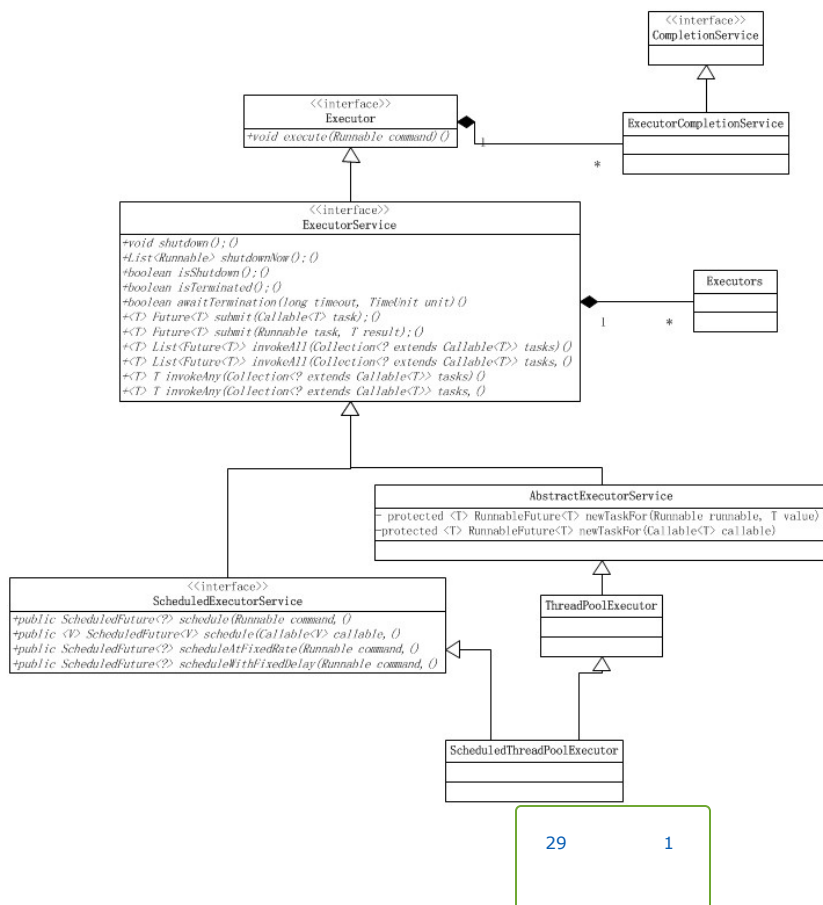 <<interface>>
CompletionService
<<interface>>
Executor
+void execute(Runnable command)()
ExecutorCompletionService
1
*
<<interface>>
ExecutorService
+void shutdown();()
+List<Runnable> shutdownNow();()
+boolean isShutdown();()
+boolean isTerminated();()
+boolean awaitTermination(long timeout, TimeUnit unit)()
+<T> Future<T> submit(Callable<T> task);()
+<T> Future<T> submit(Runnable task, T result);()
+<T> List<Future<T>> invokeAll(Collection<? extends Callable<T>> tasks)()
+<T> List<Future<T>> invokeAll(Collection<? extends Callable<T>> tasks,()
+<T> T invokeAny(Collection<? extends Callable<T>> tasks)()
+<T> T invokeAny(Collection<? extends Callable<T>> tasks,()
Executors
1 *
AbstractExecutorService
- protected <T> RunnableFuture<T> newTaskFor(Runnable runnable, T value)
-protected <T> RunnableFuture<T> newTaskFor(Callable<T> callable)
<<interface>>
ScheduledExecutorService
+public ScheduledFuture<?> schedule(Runnable command,()
+public <V> ScheduledFuture<V> schedule(Callable<V> callable,()
+public ScheduledFuture<?> scheduleAtFixedRate(Runnable command,()
+public ScheduledFuture<?> scheduleWithFixedDelay(Runnable command,()
ThreadPoolExecutor
ScheduledThreadPoolExecutor
29 1